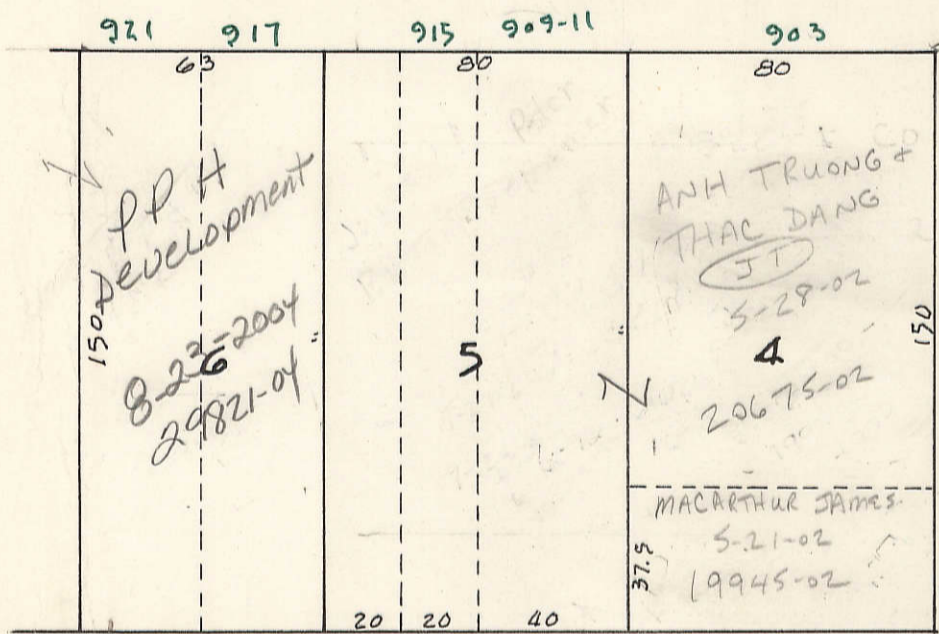 921 917 915 909-11 903
63 80 80
PPH
Development
150
8-23-2004
6
29821-04
"
5
"
ANH TRUONG &
THAC DANG
JT
5-28-02
150
4
20675-02
MACARTHUR JAMES
5-21-02
37.5
19945-02
20 20 40